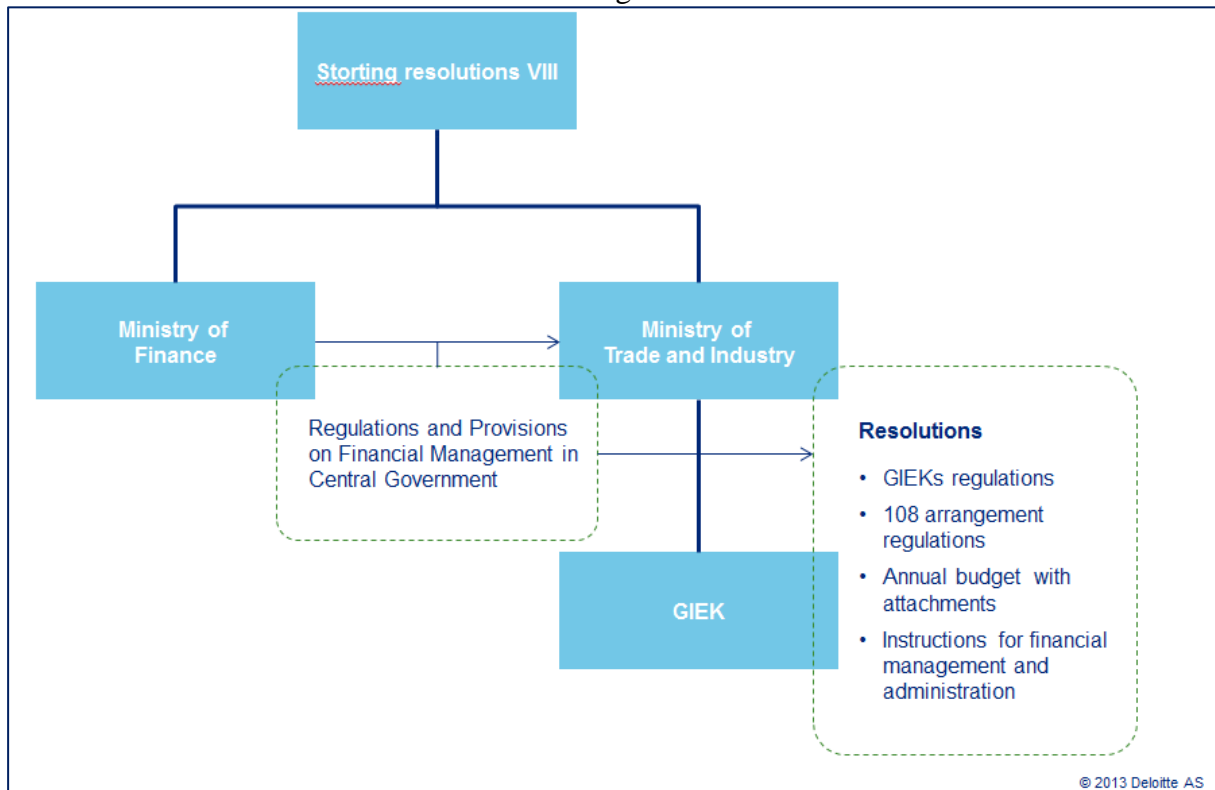 Storting resolutions VIII
Ministry of
Finance
Ministry of
Trade and Industry
Regulations and Provisions
on Financial Management in
Central Government
Resolutions
• GIEKs regulations
• 108 arrangement
regulations
• Annual budget with
attachments
• Instructions for financial
management and
administration
GIEK
© 2013 Deloitte AS